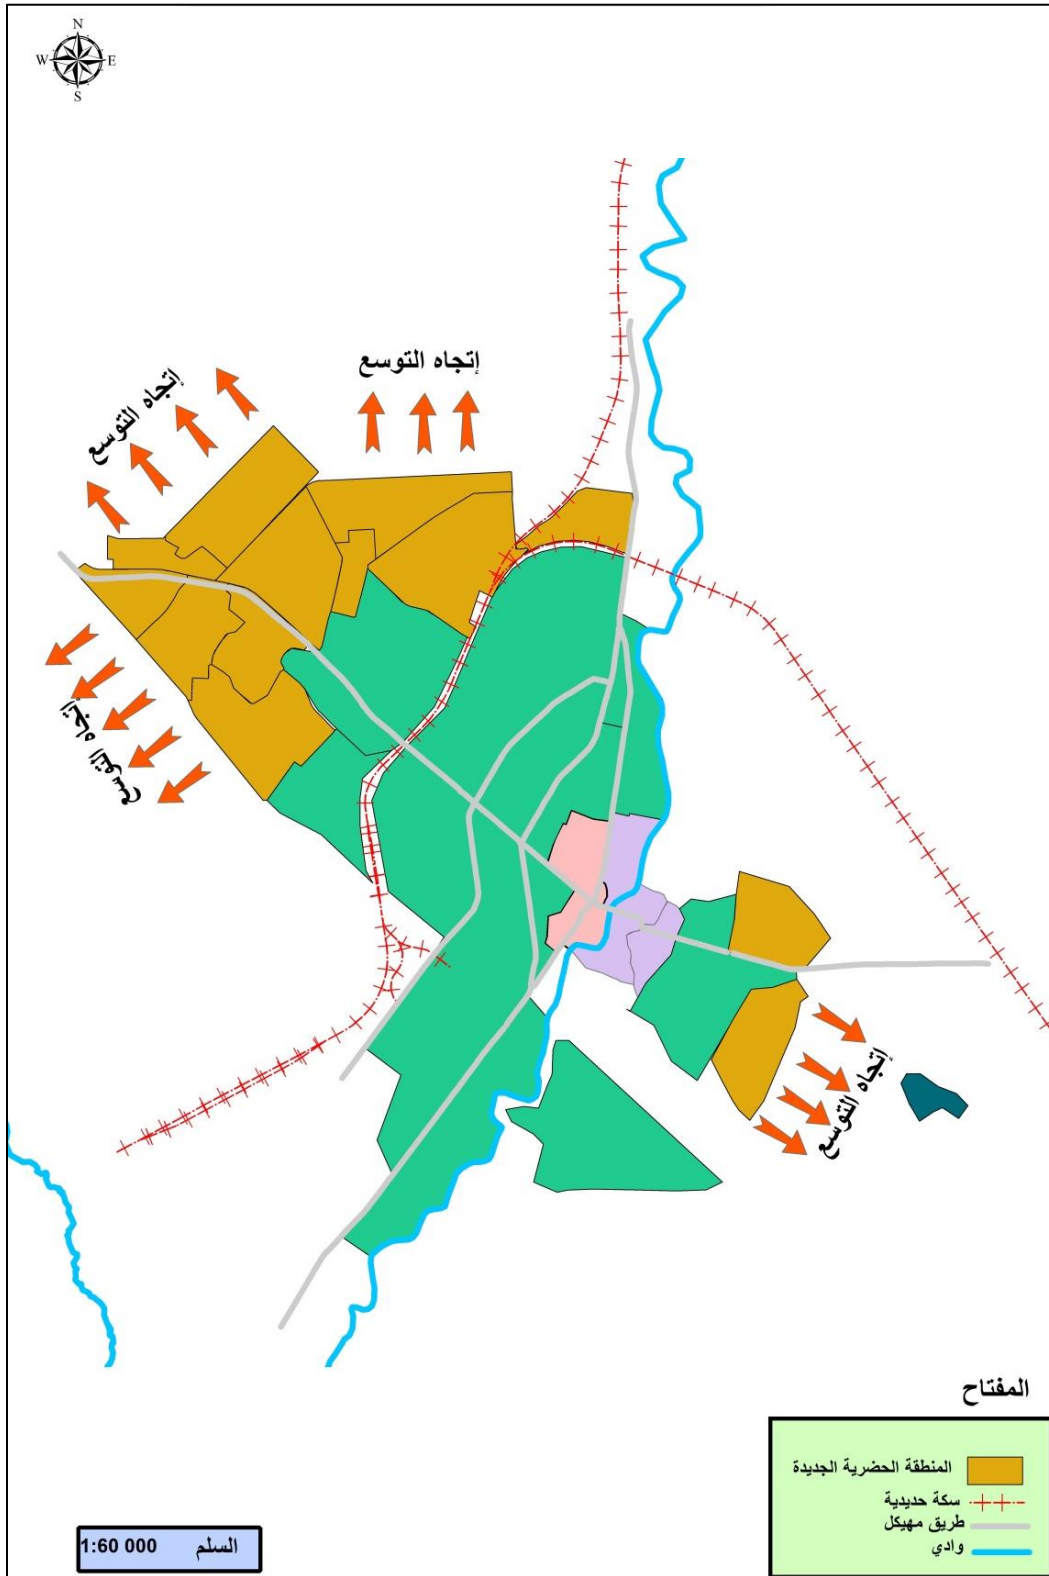 N
W E
S
إتجاه التوسع
إتجاه التوسع
إتجاه التوسع
إتجاه التوسع
المفتاح
المنطقة الحضرية الجديدة
سكة حديدية
طريق مهيكل
وادي
السلم 1:60 000